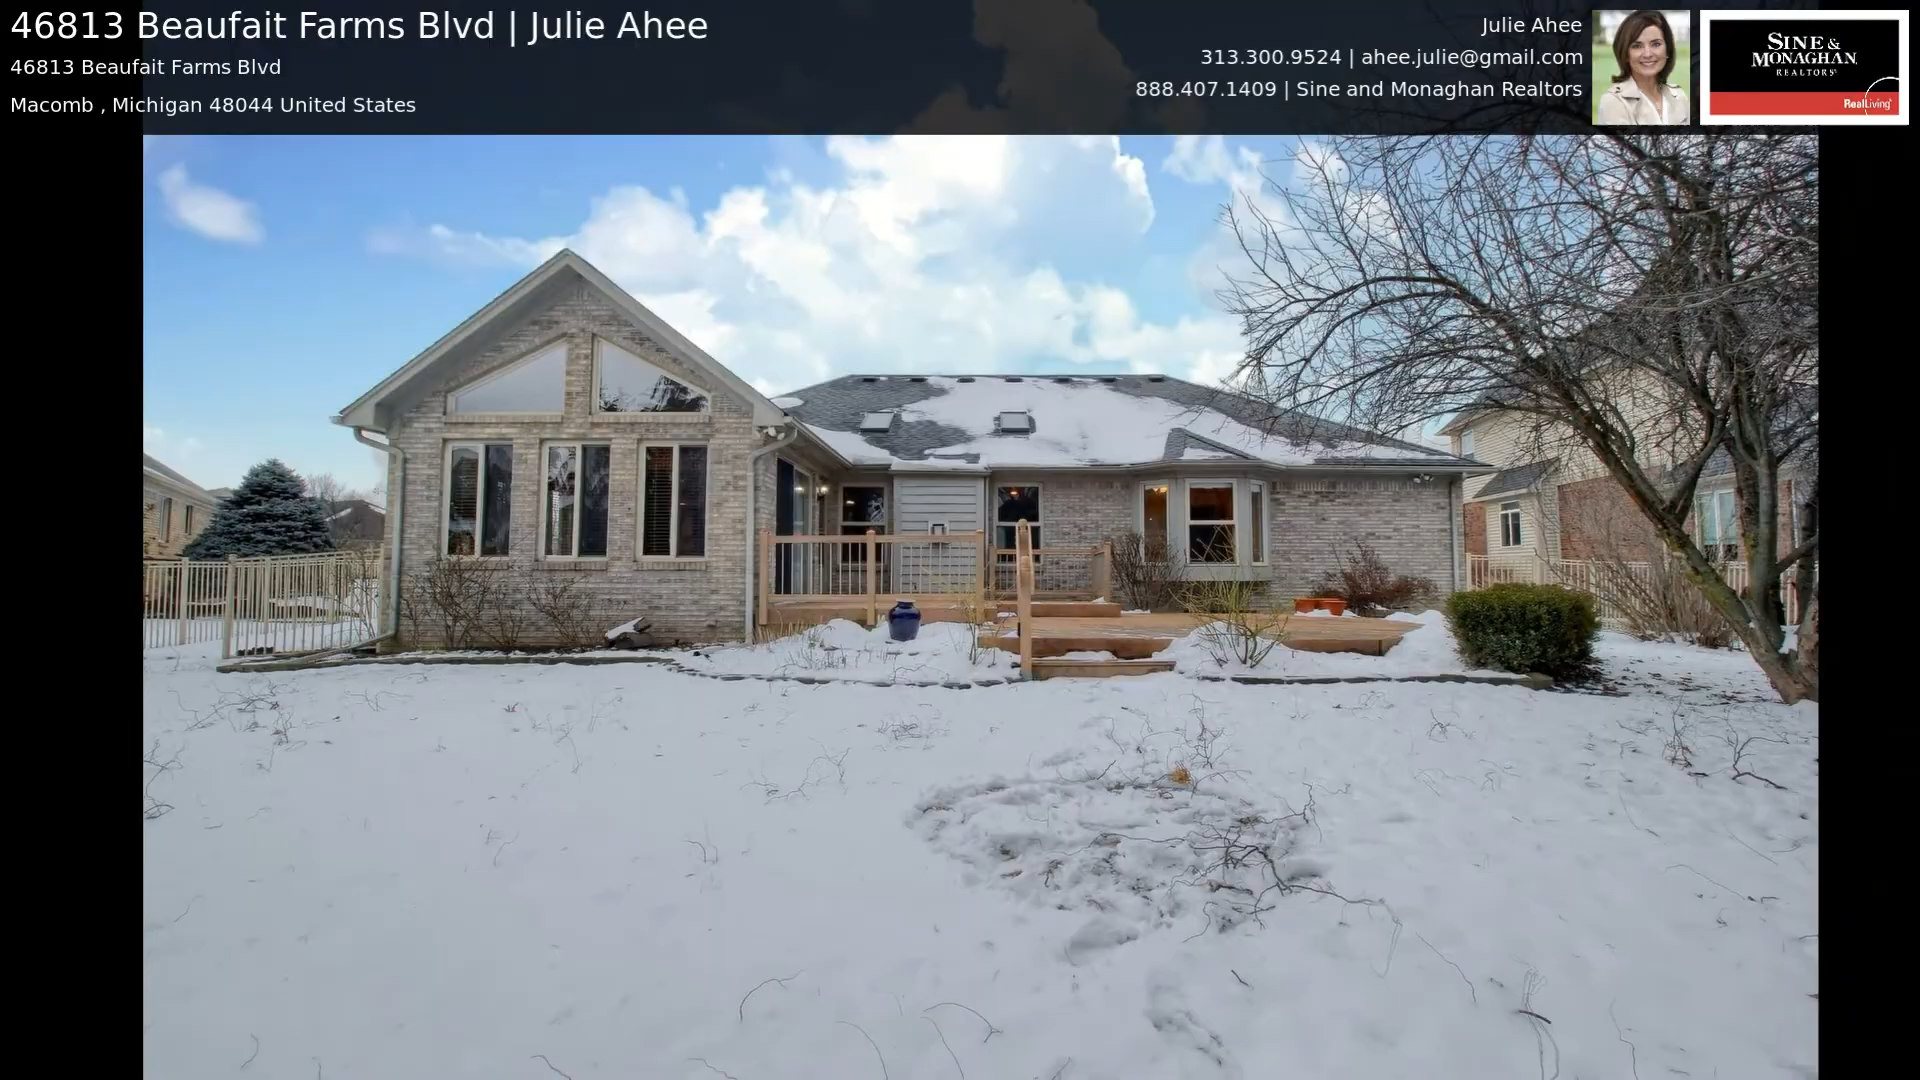 46813 Beaufait Farms Blvd | Julie Ahee
46813 Beaufait Farms Blvd
Macomb , Michigan 48044 United States
Julie Ahee
313.300.9524 | ahee.julie@gmail.com
888.407.1409 | Sine and Monaghan Realtors
SINE &
MONAGHAN
REALTORS
RealLiving